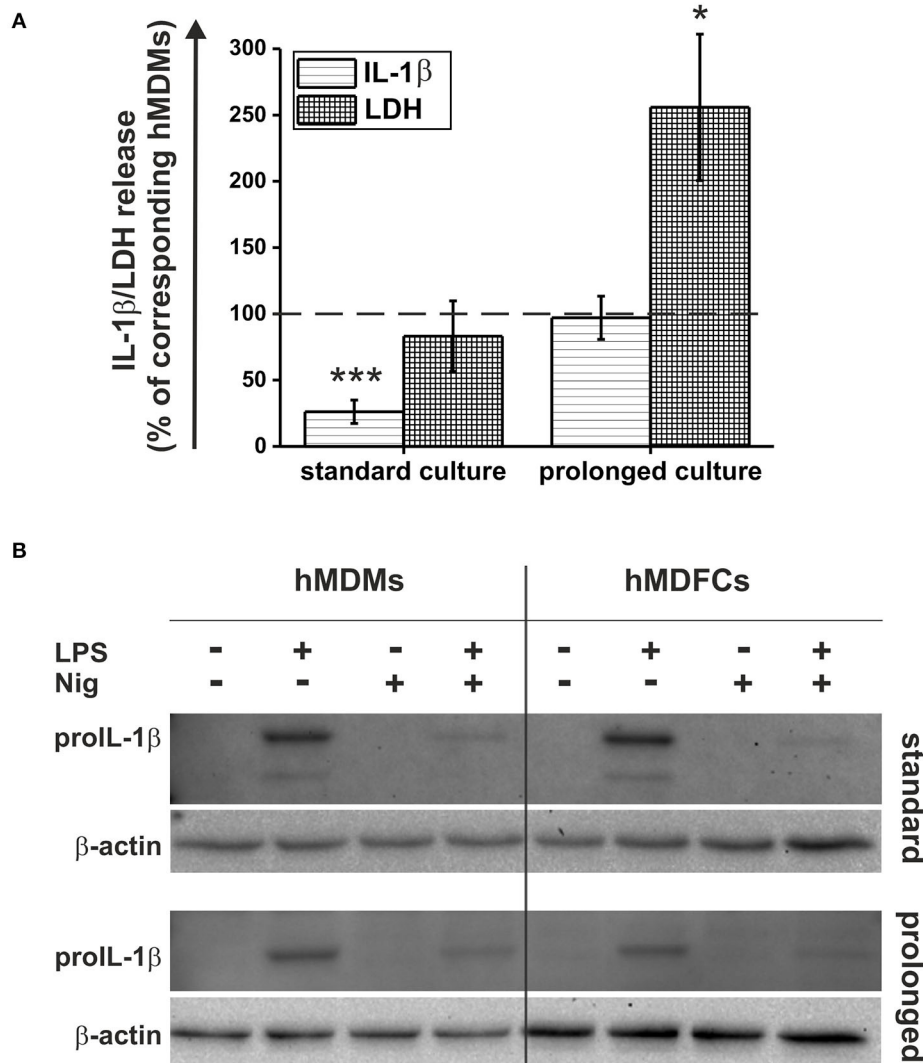 A
IL-1β/LDH release
(% of corresponding hMDMs)
300
250
200
150
100
50
0
IL-1β
LDH
***
*
standard culture
prolonged culture
B
hMDMs
hMDFCs
LPS - + - + - + - +
Nig - - + + - - + +
proIL-1β
β-actin
standard
proIL-1β
β-actin
prolonged